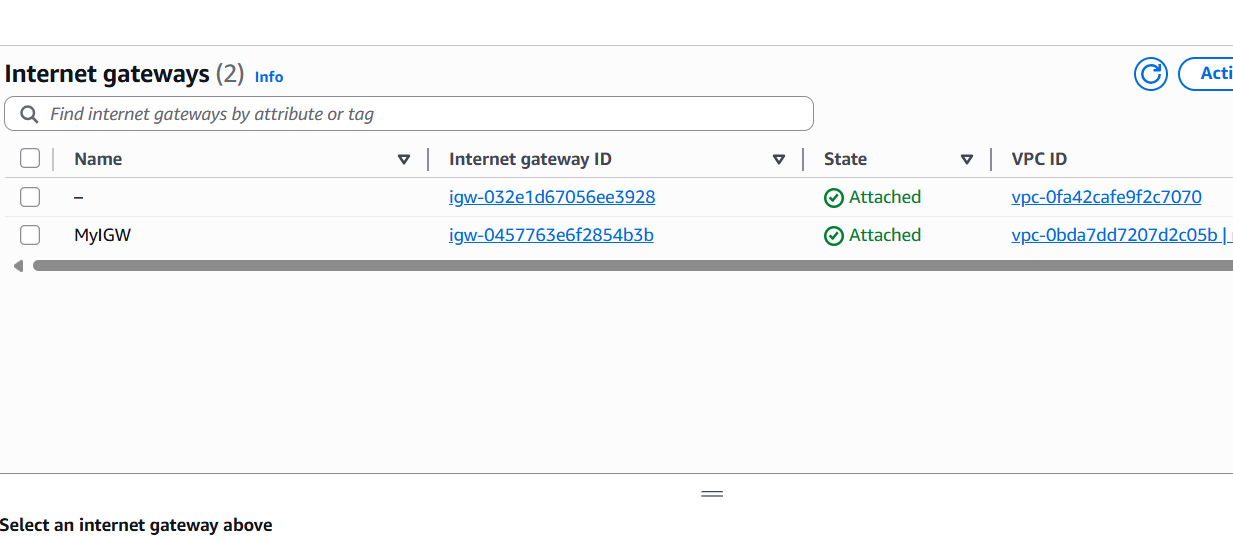 Internet gateways (2) Info
Acti
Find internet gateways by attribute or tag
Name Internet gateway ID State VPC ID
– igw-032e1d67056ee3928 Attached vpc-0fa42cafe9f2c7070
MyIGW igw-0457763e6f2854b3b Attached vpc-0bda7dd7207d2c05b |
Select an internet gateway above